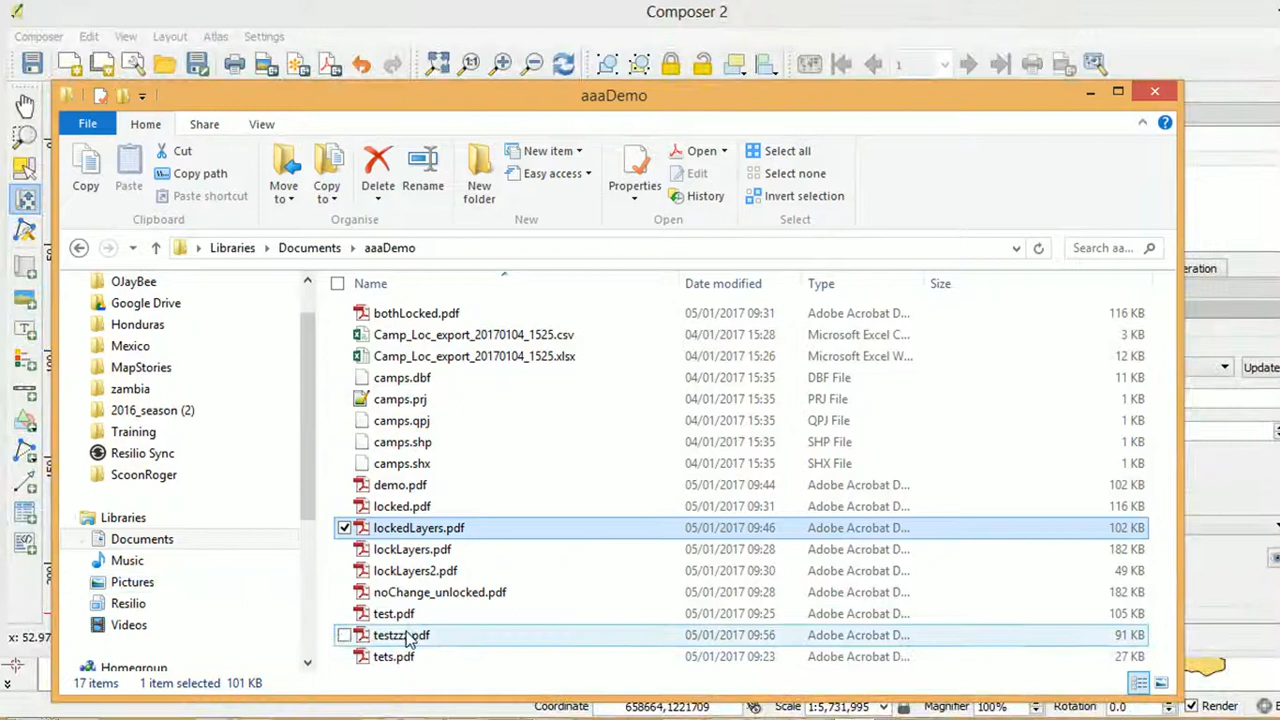 Composer 2
Composer Edit View Layout Atlas Settings
1
aaaDemo
File Home Share View
Copy
Paste
Cut
Copy path
Paste shortcut
Move to
Copy to
Delete
Rename
New folder
New item
Easy access
Properties
Open
Edit
History
Select all
Select none
Invert selection
Clipboard Organise New Open Select
Libraries Documents aaaDemo
Search aa...
Name Date modified Type Size
OJayBee
Google Drive
Honduras
Mexico
MapStories
zambia
2016_season (2)
Training
Resilio Sync
ScoonRoger
Libraries
Documents
Music
Pictures
Resilio
Videos
Homegroup
bothLocked.pdf 05/01/2017 09:31 Adobe Acrobat D... 116 KB
Camp_Loc_export_20170104_1525.csv 04/01/2017 15:28 Microsoft Excel C... 3 KB
Camp_Loc_export_20170104_1525.xlsx 04/01/2017 15:26 Microsoft Excel W... 12 KB
camps.dbf 04/01/2017 15:35 DBF File 11 KB
camps.prj 04/01/2017 15:35 PRJ File 1 KB
camps.qpj 04/01/2017 15:35 QPJ File 1 KB
camps.shp 04/01/2017 15:35 SHP File 1 KB
camps.shx 04/01/2017 15:35 SHX File 1 KB
demo.pdf 05/01/2017 09:44 Adobe Acrobat D... 102 KB
locked.pdf 05/01/2017 09:31 Adobe Acrobat D... 116 KB
lockedLayers.pdf 05/01/2017 09:46 Adobe Acrobat D... 102 KB
lockLayers.pdf 05/01/2017 09:28 Adobe Acrobat D... 182 KB
lockLayers2.pdf 05/01/2017 09:30 Adobe Acrobat D... 49 KB
noChange_unlocked.pdf 05/01/2017 09:28 Adobe Acrobat D... 182 KB
test.pdf 05/01/2017 09:25 Adobe Acrobat D... 105 KB
05/01/2017 09:56 Adobe Acrobat D... 91 KB
tets.pdf 05/01/2017 09:23 Adobe Acrobat D... 27 KB
17 items 1 item selected 101 KB
eration
Update
x: 52.97
Coordinate 658664,1221709 Scale 1:5,731,995 Magnifier 100% Rotation 0.0 Render